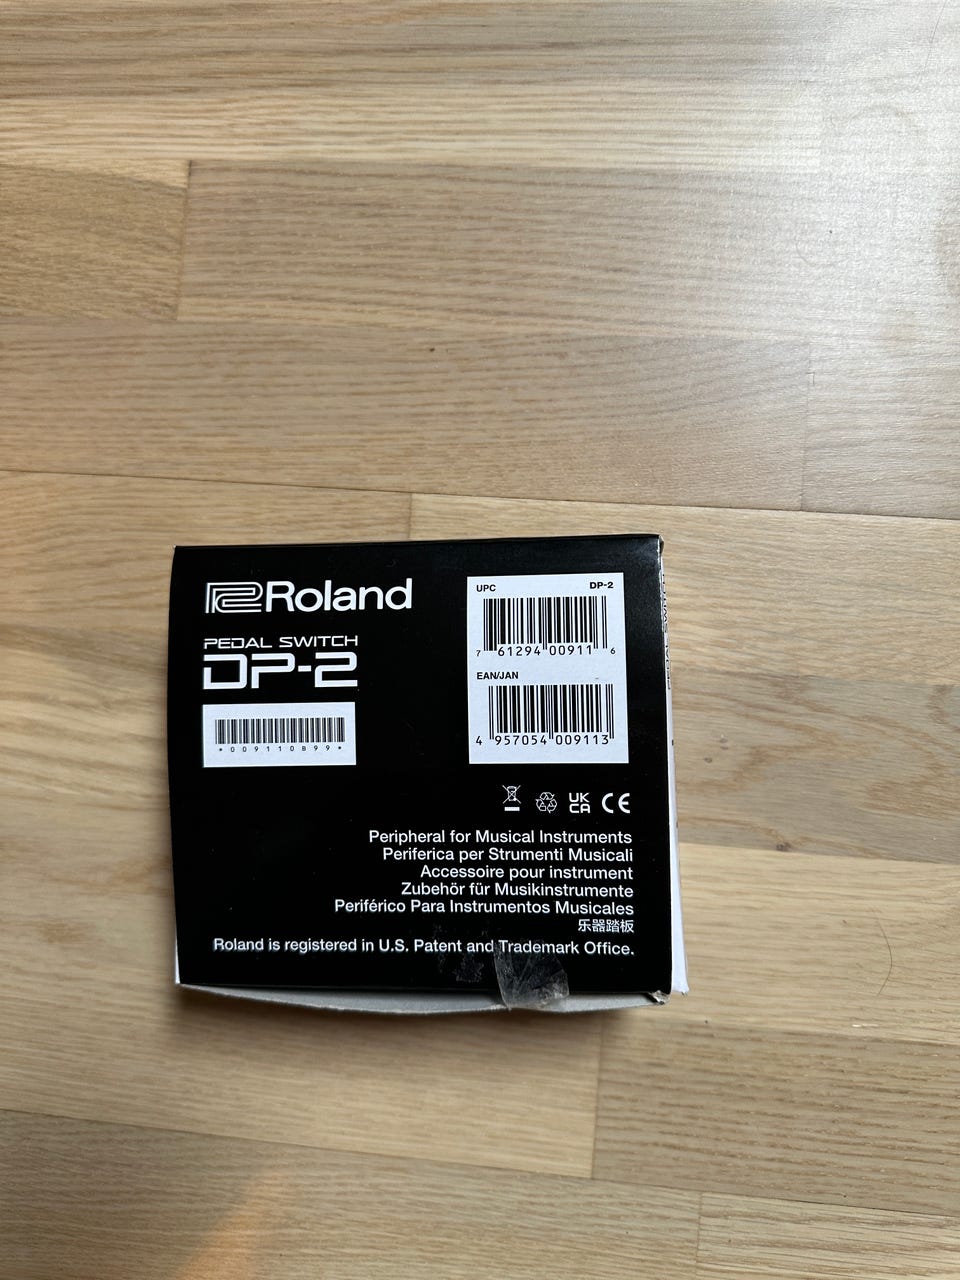 Roland
PEDAL SWITCH
DP-2
*009110899*
UPC DP-2
7 61294 00911 6
EAN/JAN
4 957054 009113
UK
CA
CE
Peripheral for Musical Instruments
Periferica per Strumenti Musicali
Accessoire pour instrument
Zubehör für Musikinstrumente
Periférico Para Instrumentos Musicales
乐器踏板
Roland is registered in U.S. Patent and Trademark Office.